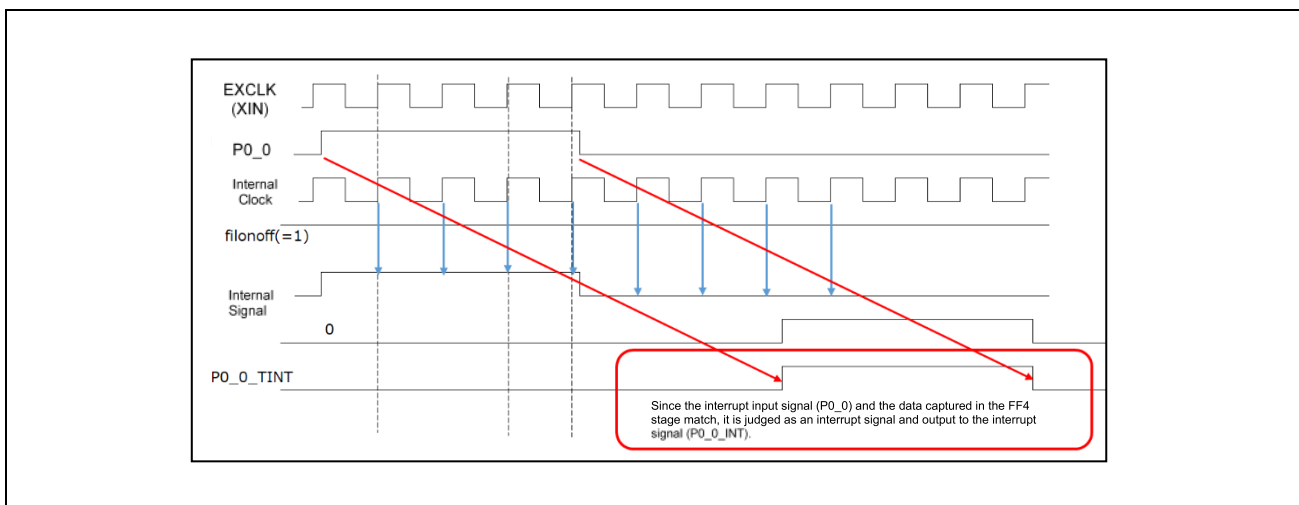 EXCLK
(XIN)
P0_0
Internal
Clock
filonoff(=1)
Internal
Signal
0
P0_0_TINT
Since the interrupt input signal (P0_0) and the data captured in the FF4
stage match, it is judged as an interrupt signal and output to the interrupt
signal (P0_0_INT).